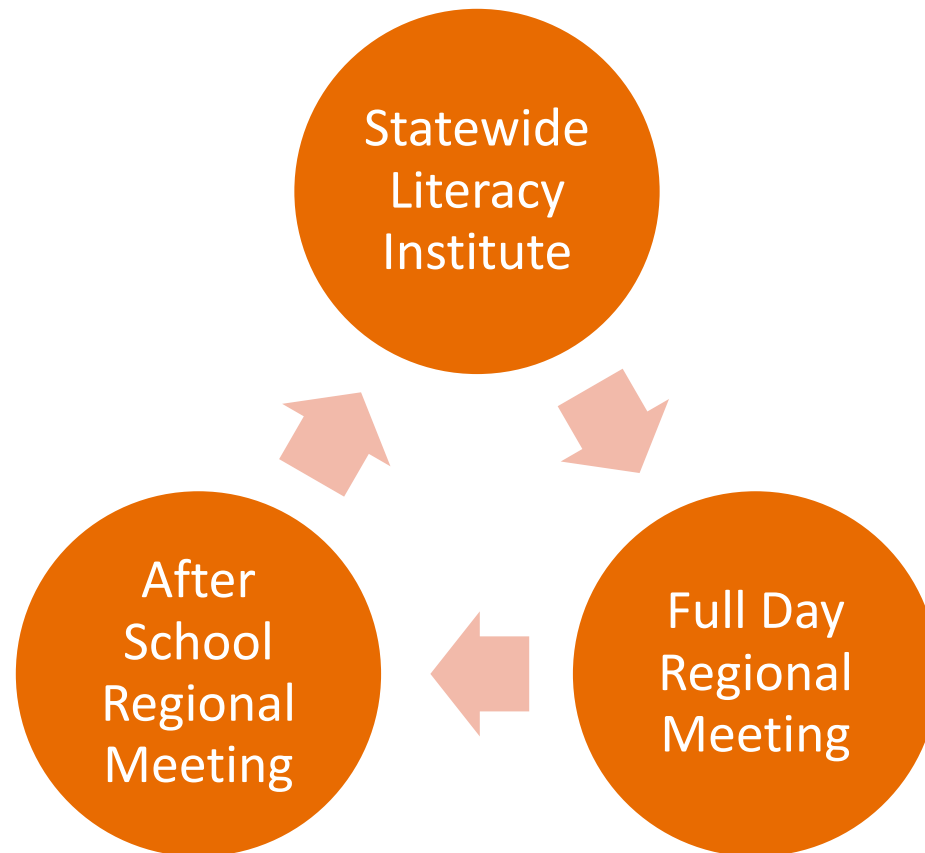 Statewide
Literacy
Institute
Full Day
Regional
Meeting
After
School
Regional
Meeting